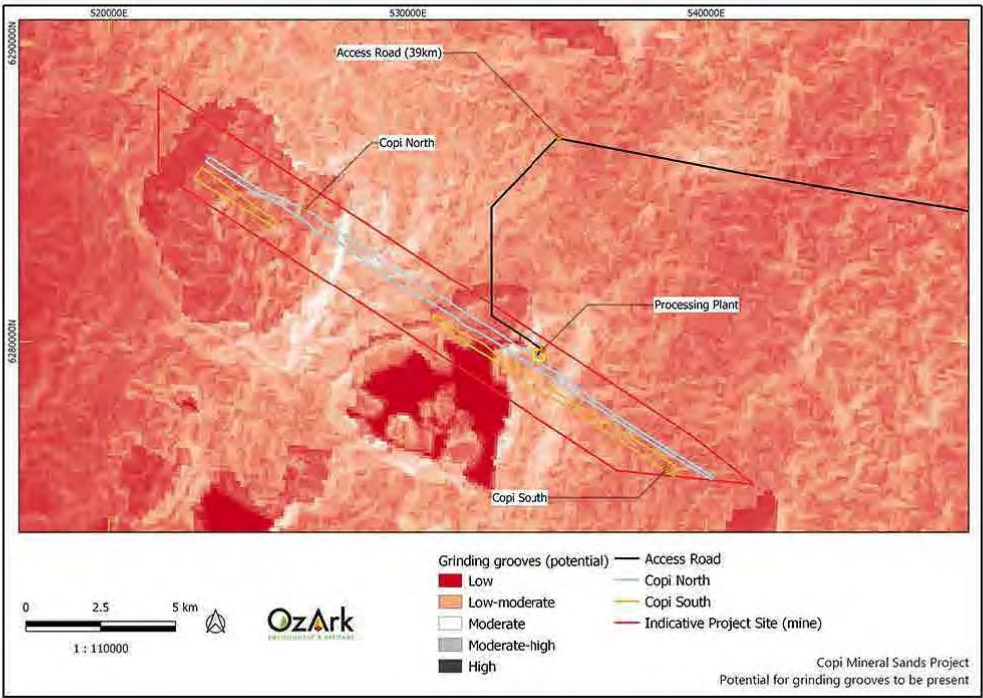 520000E
530000E
540000E
6290000N
6280000N
Access Road (39km)
Copi North
Processing Plant
Copi South
Grinding grooves (potential)
Low
Low-moderate
Moderate
Moderate-high
High
Access Road
Copi North
Copi South
Indicative Project Site (mine)
0 2.5 5 km
1 : 110000
OzArk
Copi Mineral Sands Project
Potential for grinding grooves to be present